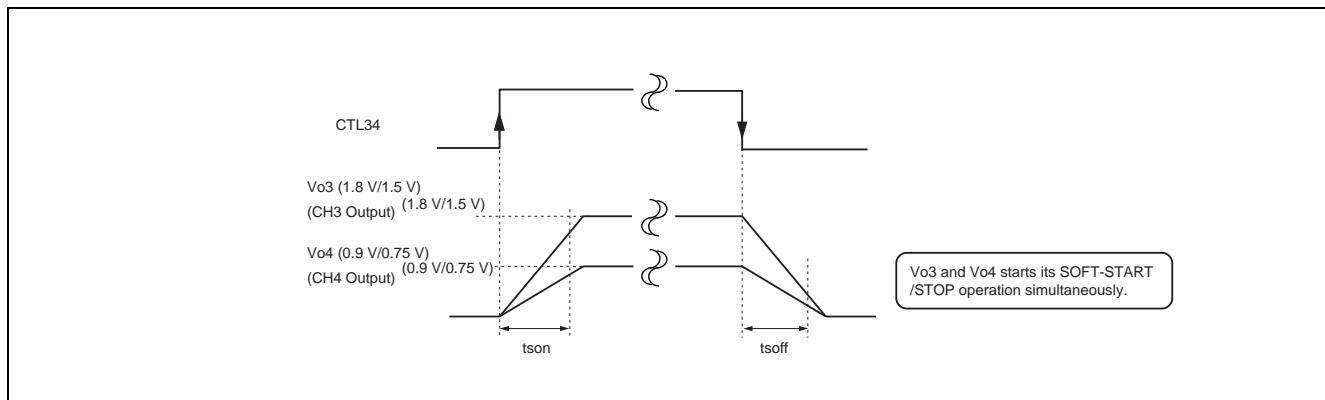 CTL34
Vo3 (1.8 V/1.5 V)
(CH3 Output) (1.8 V/1.5 V)
Vo4 (0.9 V/0.75 V)
(CH4 Output) (0.9 V/0.75 V)
Vo3 and Vo4 starts its SOFT-START
/STOP operation simultaneously.
tson
tsoff